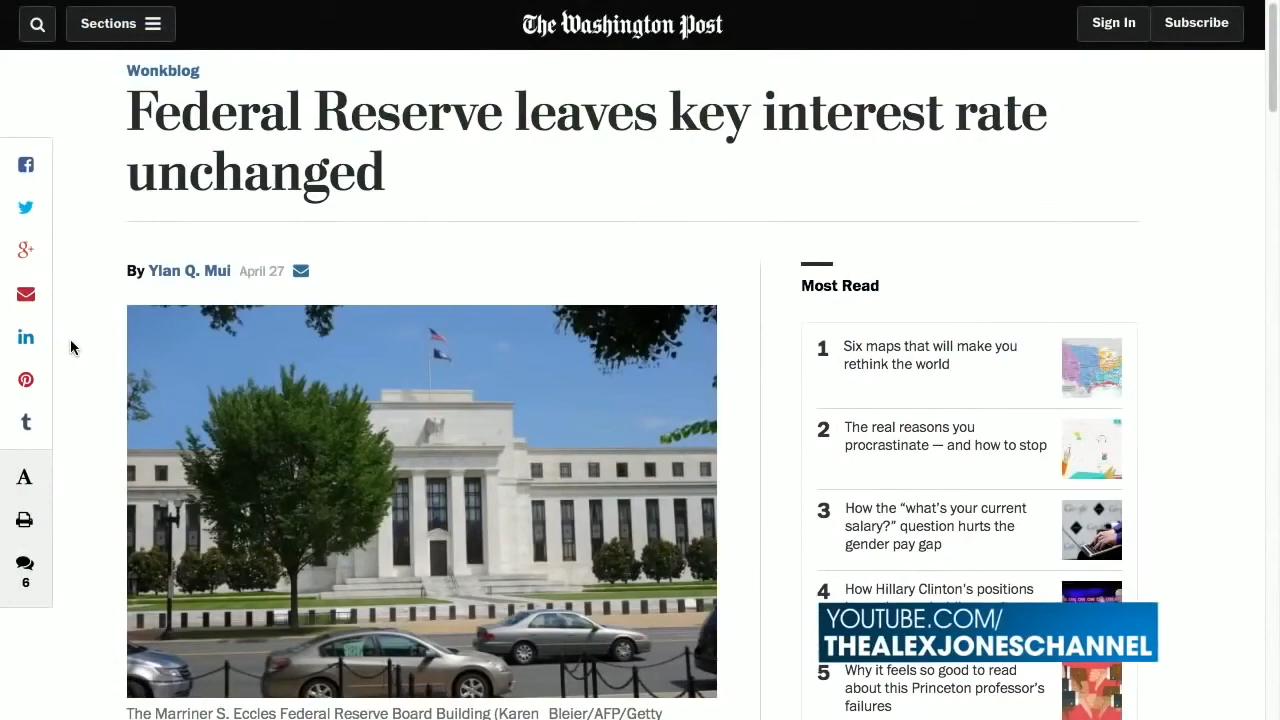 Sections
The Washington Post
Sign In
Subscribe
Wonkblog
Federal Reserve leaves key interest rate
unchanged
By Ylan Q. Mui April 27
Most Read
1 Six maps that will make you
rethink the world
2 The real reasons you
procrastinate — and how to stop
3 How the “what’s your current
salary?” question hurts the
gender pay gap
4 How Hillary Clinton’s positions
YOUTUBE.COM/
THEALEXJONESCHANNEL
5 Why it feels so good to read
about this Princeton professor’s
failures
8+
in
t
A
6
The Marriner S. Eccles Federal Reserve Board Building (Karen Bleier/AFP/Getty